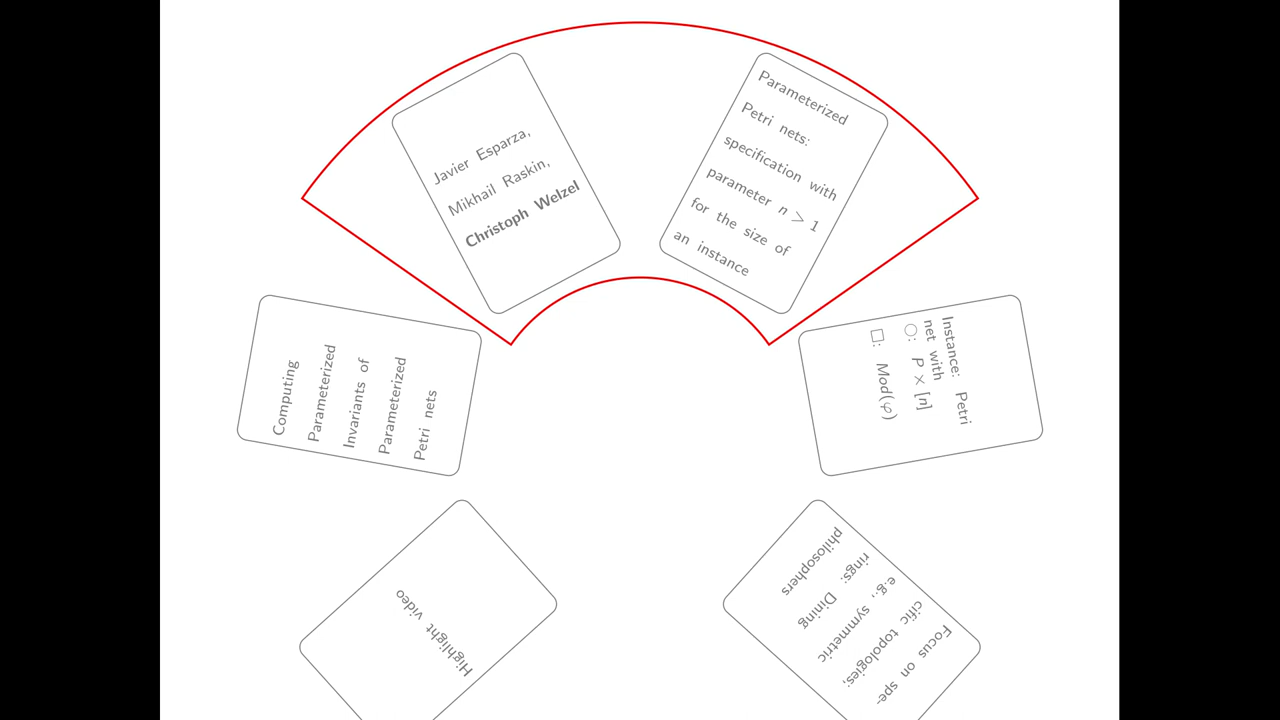 Highlight video
Computing
Parameterized
Invariants of
Parameterized
Petri nets
Javier Esparza,
Mikhail Raskin,
Christoph Welzel
Parameterized
Petri nets:
specification with
parameter n > 1
for the size of
an instance
Instance: Petri
net with
○: P × [n]
□: Mod(φ)
Focus on spe-
cific topologies;
e.g., symmetric
rings: Dining
philosophers